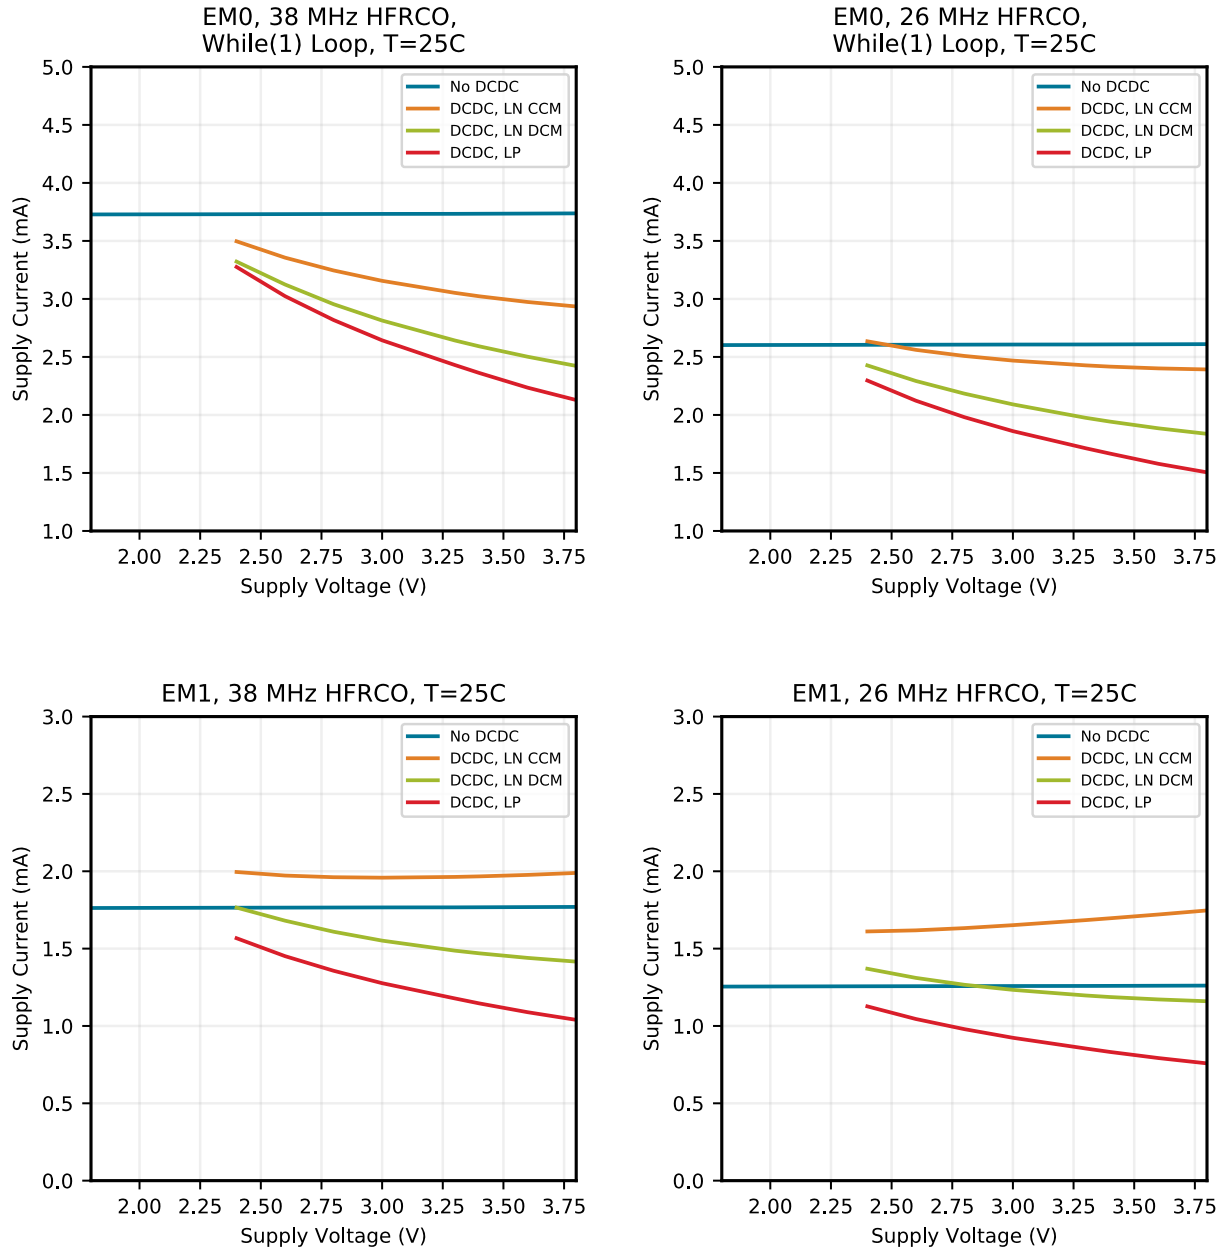 EM0, 38 MHz HFRCO,
While(1) Loop, T=25C
5.0
4.5
4.0
3.5
3.0
2.5
2.0
1.5
1.0
Supply Current (mA)
No DCDC
DCDC, LN CCM
DCDC, LN DCM
DCDC, LP
2.00 2.25 2.50 2.75 3.00 3.25 3.50 3.75
Supply Voltage (V)
EM0, 26 MHz HFRCO,
While(1) Loop, T=25C
5.0
4.5
4.0
3.5
3.0
2.5
2.0
1.5
1.0
Supply Current (mA)
No DCDC
DCDC, LN CCM
DCDC, LN DCM
DCDC, LP
2.00 2.25 2.50 2.75 3.00 3.25 3.50 3.75
Supply Voltage (V)
EM1, 38 MHz HFRCO, T=25C
3.0
2.5
2.0
1.5
1.0
0.5
0.0
Supply Current (mA)
No DCDC
DCDC, LN CCM
DCDC, LN DCM
DCDC, LP
2.00 2.25 2.50 2.75 3.00 3.25 3.50 3.75
Supply Voltage (V)
EM1, 26 MHz HFRCO, T=25C
3.0
2.5
2.0
1.5
1.0
0.5
0.0
Supply Current (mA)
No DCDC
DCDC, LN CCM
DCDC, LN DCM
DCDC, LP
2.00 2.25 2.50 2.75 3.00 3.25 3.50 3.75
Supply Voltage (V)